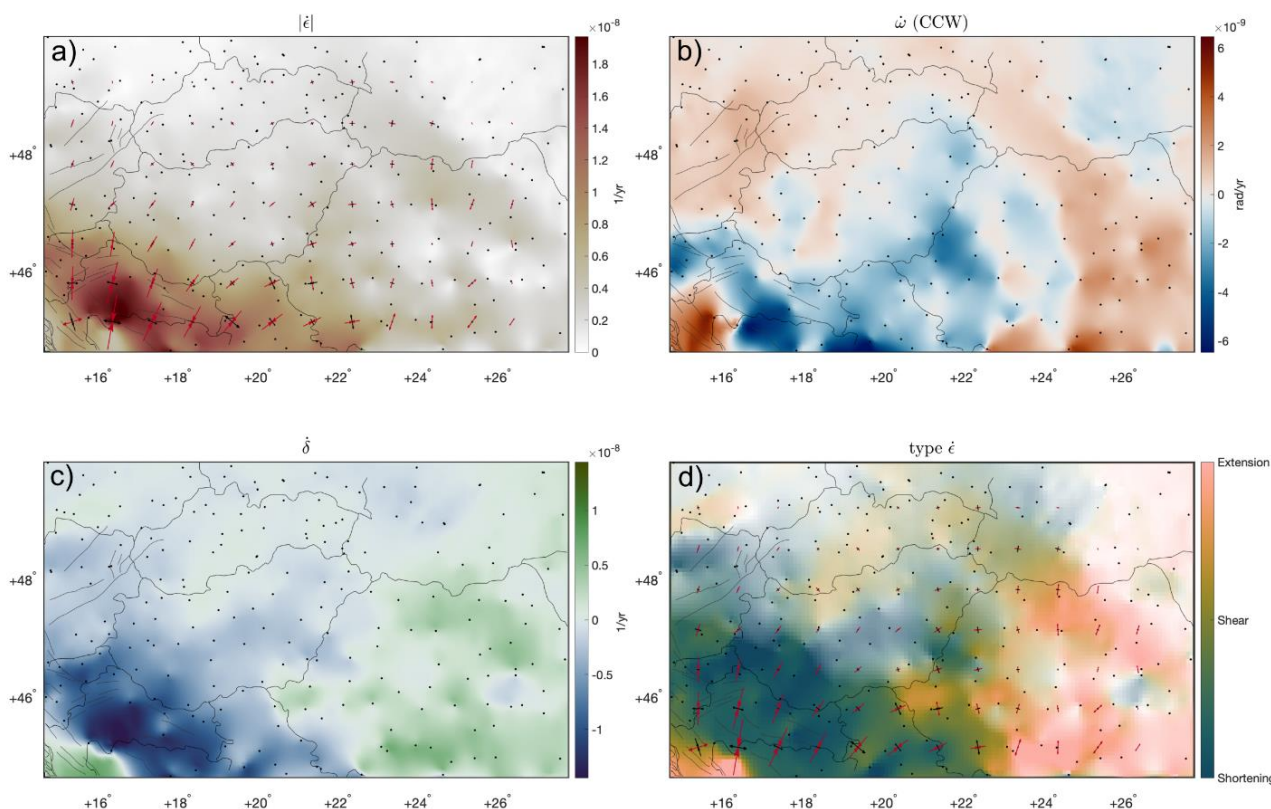 |ε̇|
×10⁻⁸
a)
+48°
+46°
1.8
1.6
1.4
1.2
1
0.8
0.6
0.4
0.2
0
1/yr
+16° +18° +20° +22° +24° +26°
ω̇ (CCW)
×10⁻⁹
b)
+48°
+46°
6
4
2
0
-2
-4
-6
rad/yr
+16° +18° +20° +22° +24° +26°
δ̇
×10⁻⁸
c)
+48°
+46°
1
0.5
0
-0.5
-1
1/yr
+16° +18° +20° +22° +24° +26°
type ε̇
d)
+48°
+46°
Extension
Shear
Shortening
+16° +18° +20° +22° +24° +26°